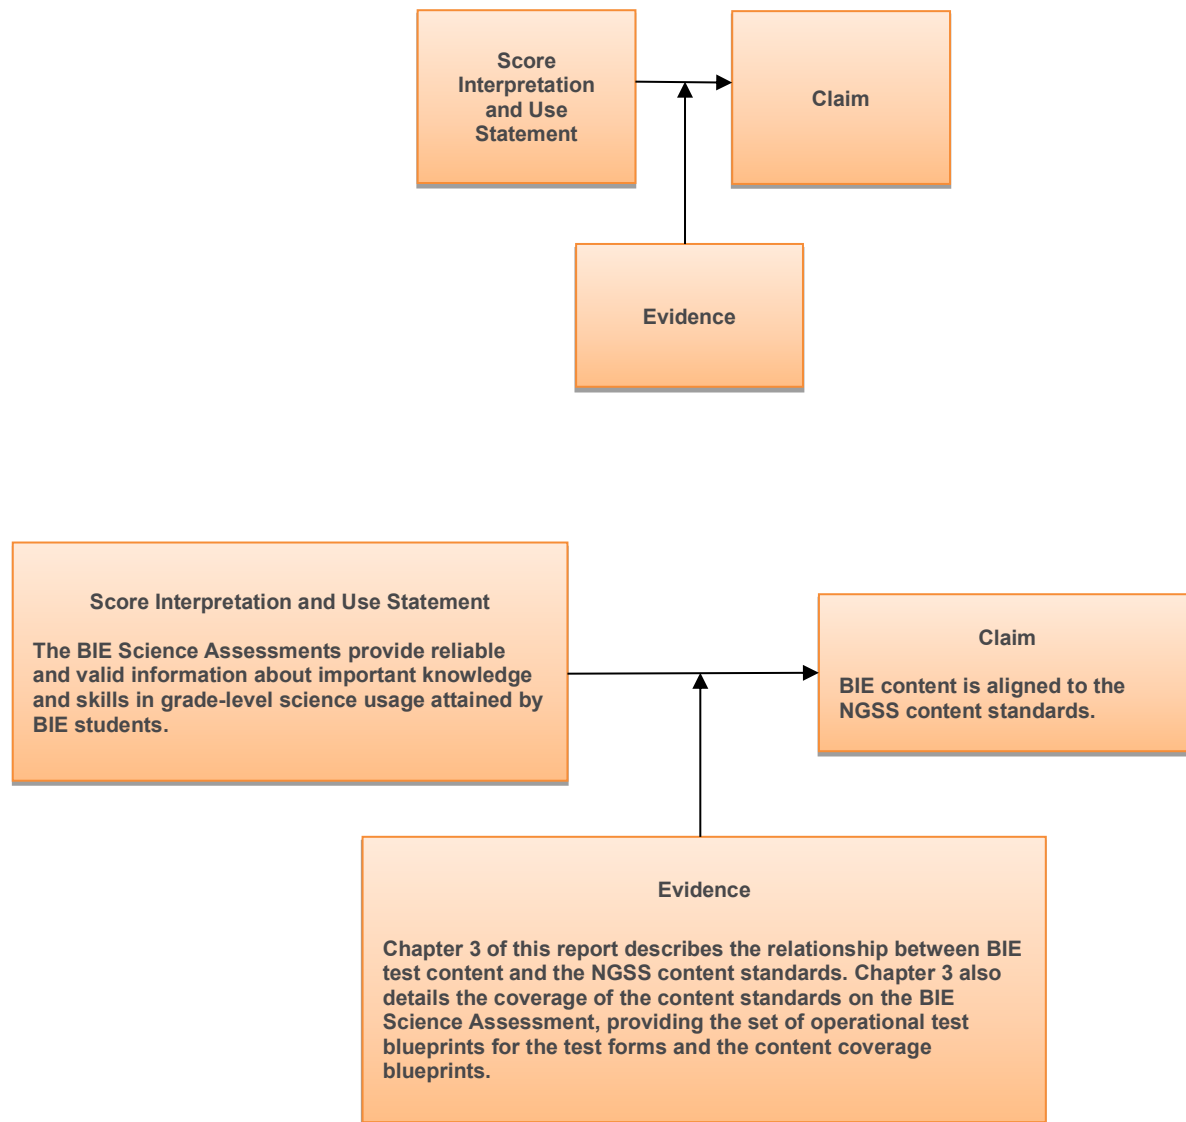 Score
Interpretation
and Use
Statement
Claim
Evidence
Score Interpretation and Use Statement
The BIE Science Assessments provide reliable
and valid information about important knowledge
and skills in grade-level science usage attained by
BIE students.
Claim
BIE content is aligned to the
NGSS content standards.
Evidence
Chapter 3 of this report describes the relationship between BIE
test content and the NGSS content standards. Chapter 3 also
details the coverage of the content standards on the BIE
Science Assessment, providing the set of operational test
blueprints for the test forms and the content coverage
blueprints.